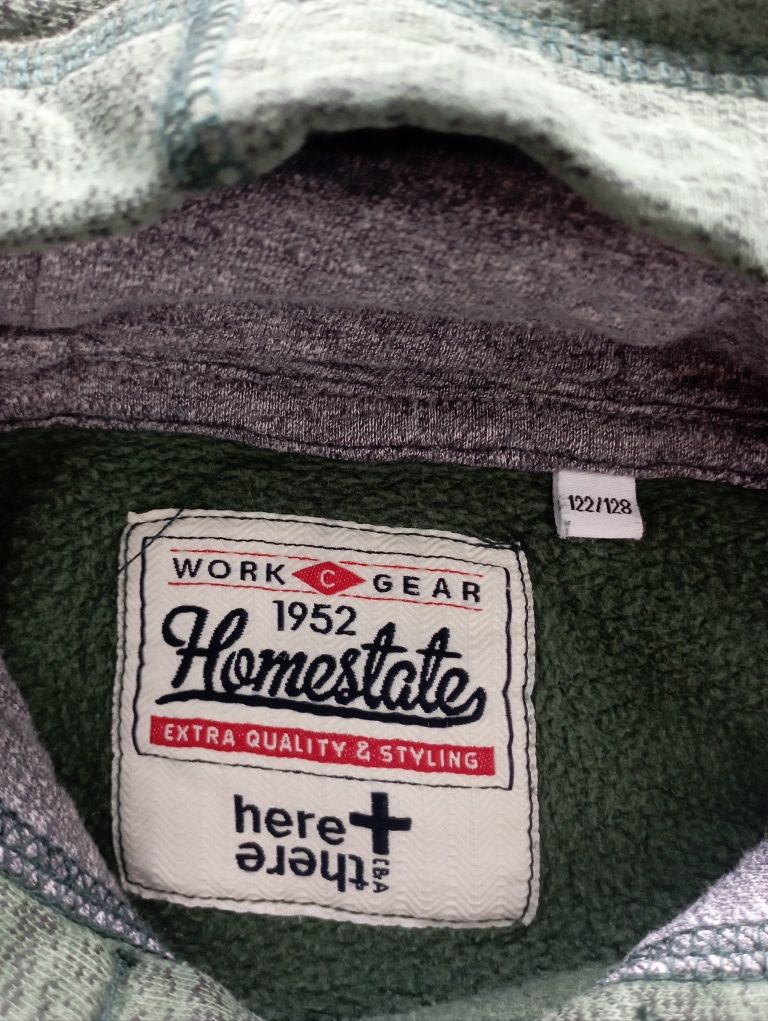 122/128
WORK C GEAR
1952
Homestate
EXTRA QUALITY & STYLING
here+
there
C&A